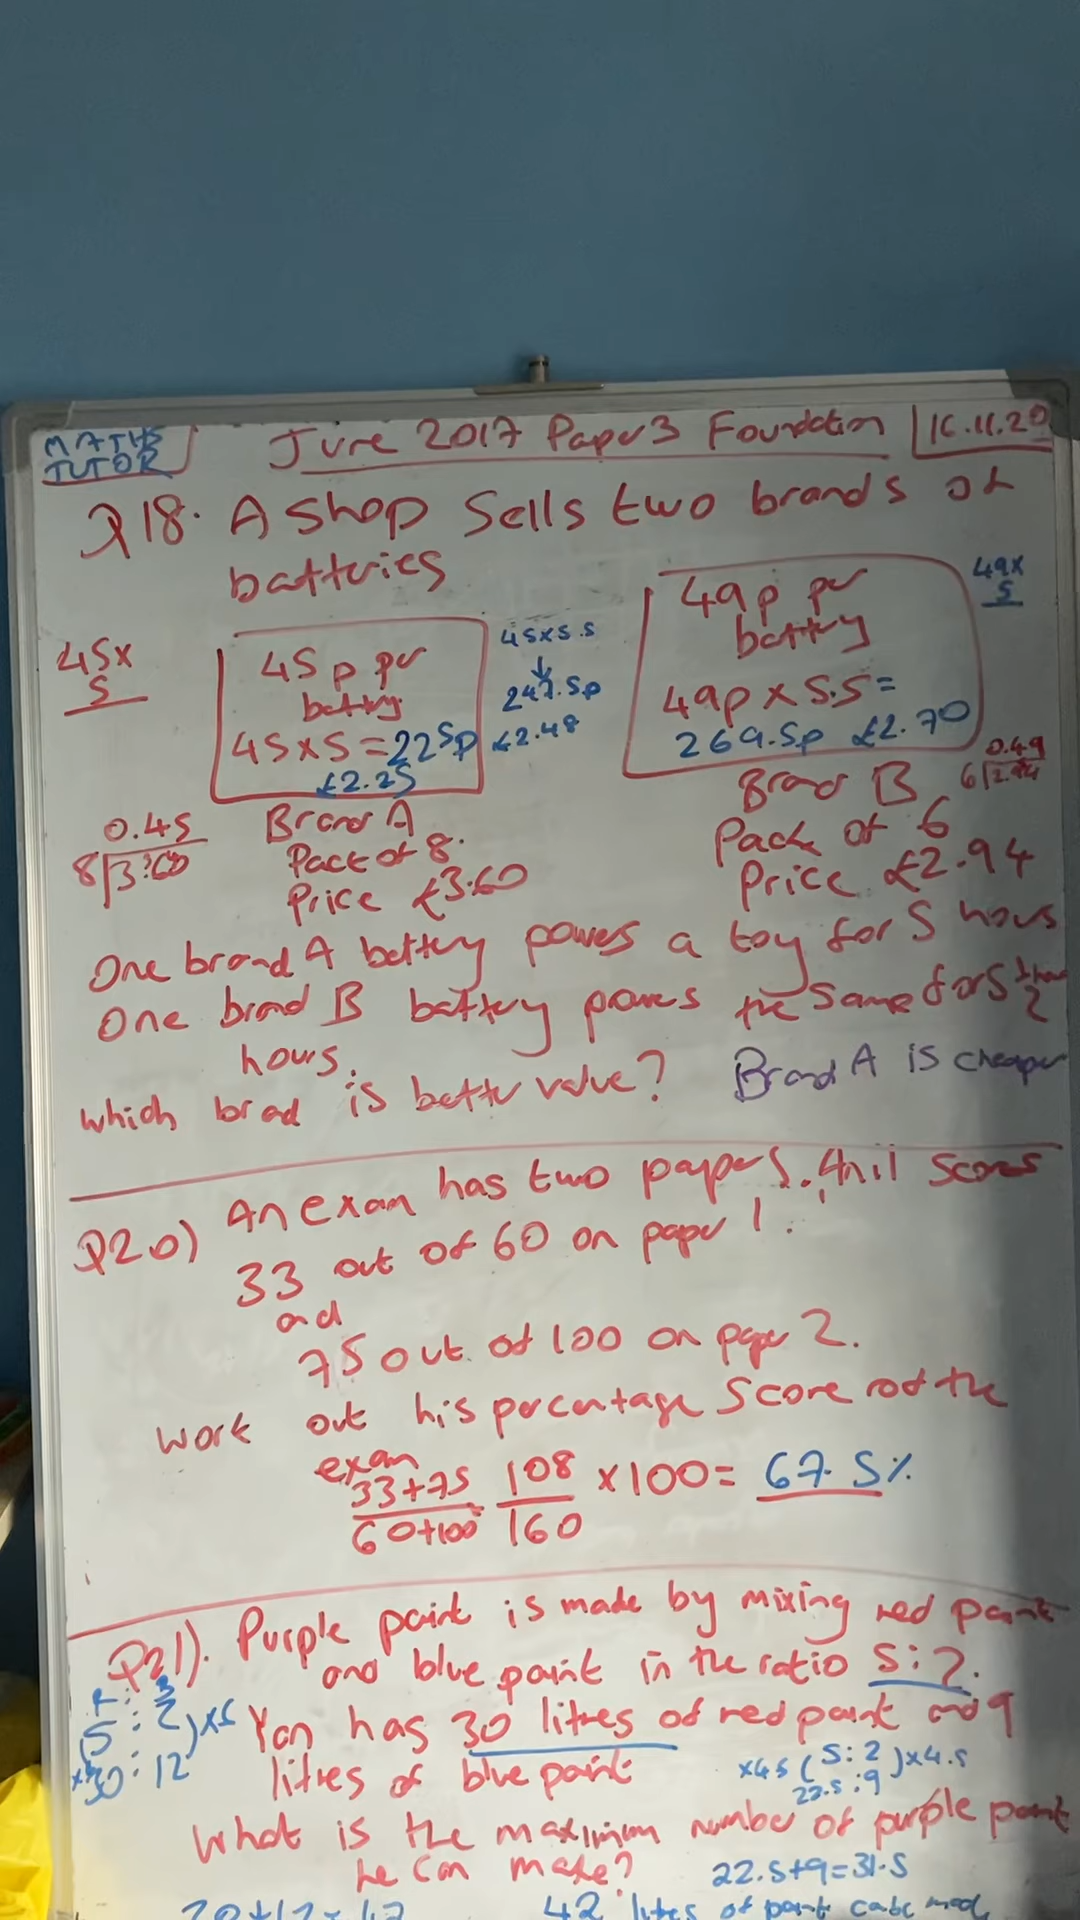 MATHS TUTOR
June 2017 Paper 3 Foundation
16.11.20
Q18. A shop sells two brands of
batteries
45x
5
45p per
battery
45x5=225p
£2.25
45x5.5
↓
247.5p
£2.48
49p per
battery
49p x 5.5=
269.5p £2.70
49x
5
0.45
8 3.60
Brand A
Pack of 8.
Price £3.60
Brand B
Pack of 6
Price £2.94
0.49
6 2.94
One brand A battery powers a toy for 5 hours
One brand B battery powers the same for 5 1/2
hours.
which brad is better value? Brand A is cheaper
Q20) An exam has two papers. Anil scores
33 out of 60 on paper 1.
and
75 out of 100 on paper 2.
Work out his percentage score for the
exam
33+75
60+100
= 108
160
x100= 67.5%
Q21). Purple paint is made by mixing red paint
and blue paint in the ratio 5:2.
r : B
5 : 2 ) x6
x6 30 : 12
Yan has 30 litres of red paint and 9
litres of blue paint
x4.5 ( 5:2 ) x4.5
22.5:9
What is the maximum number of purple paint
he can make?
22.5+9=31.5
30+12=42
42 litres of paint